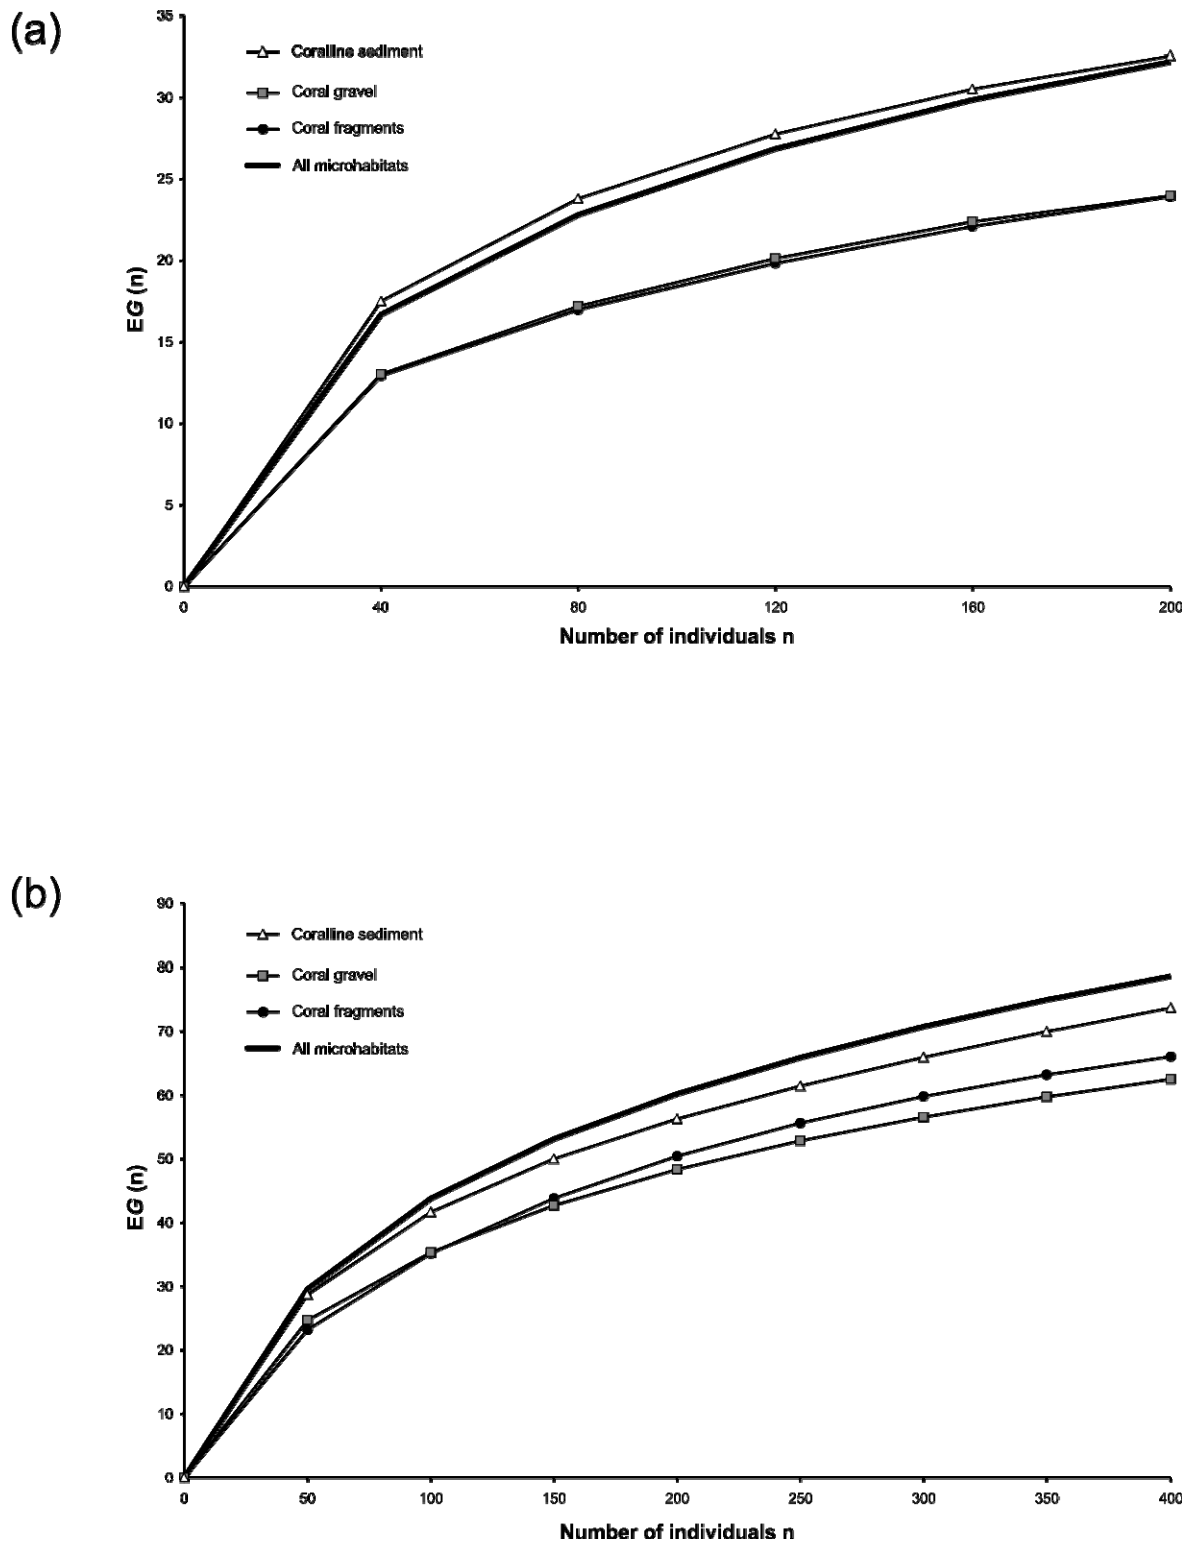 (a)
35
30
25
20
15
10
5
0
EG (n)
Coralline sediment
Coral gravel
Coral fragments
All microhabitats
0 40 80 120 160 200
Number of individuals n
(b)
90
80
70
60
50
40
30
20
10
0
EG (n)
Coralline sediment
Coral gravel
Coral fragments
All microhabitats
0 50 100 150 200 250 300 350 400
Number of individuals n